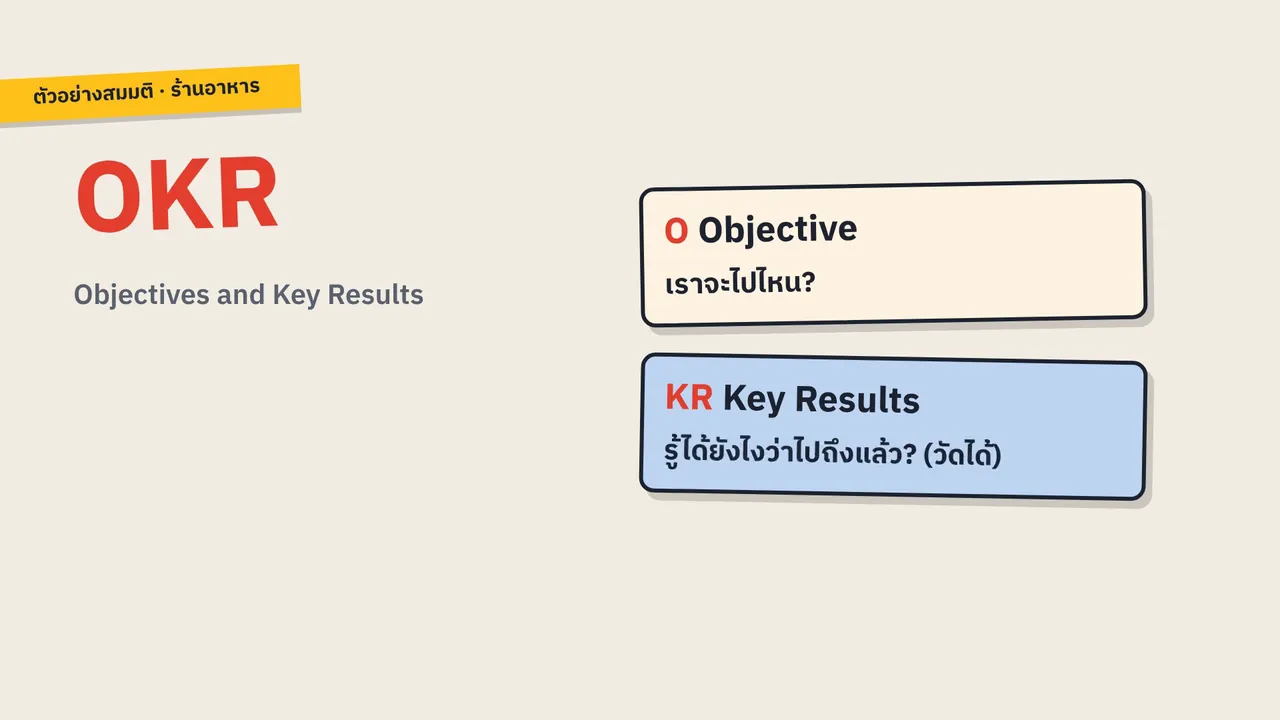 ตัวอย่างสมมติ · ร้านอาหาร
OKR
Objectives and Key Results
O Objective
เราจะไปไหน?
KR Key Results
รู้ได้ยังไงว่าไปถึงแล้ว? (วัดได้)